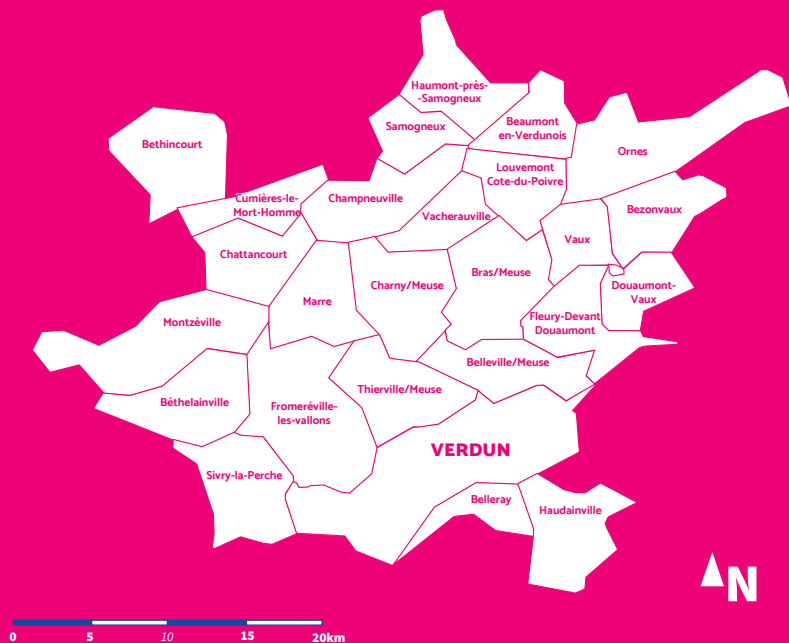 Haumont-près-
-Samogneux
Samogneux
Beaumont
en-Verdunois
Bethincourt
Ornes
Louvemont
Cote-du-Poivre
Cumières-le-
Mort-Homme
Champneuville
Vacherauville
Bezonvaux
Vaux
Chattancourt
Charny/Meuse
Bras/Meuse
Douaumont-
Vaux
Marre
Montzéville
Fleury-Devant
Douaumont
Belleville/Meuse
Thierville/Meuse
Béthelainville
Fromeréville-
les-vallons
VERDUN
Sivry-la-Perche
Belleray
Haudainville
N
0 5 10 15 20km